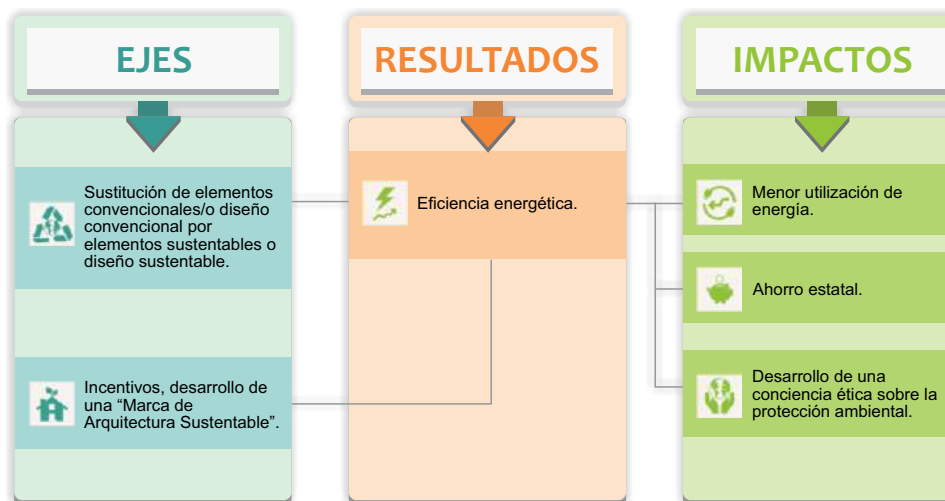 EJES
Sustitución de elementos
convencionales/o diseño
convencional por
elementos sustentables o
diseño sustentable.
Incentivos, desarrollo de
una “Marca de
Arquitectura Sustentable”.
RESULTADOS
Eficiencia energética.
IMPACTOS
Menor utilización de
energía.
Ahorro estatal.
Desarrollo de una
conciencia ética sobre la
protección ambiental.